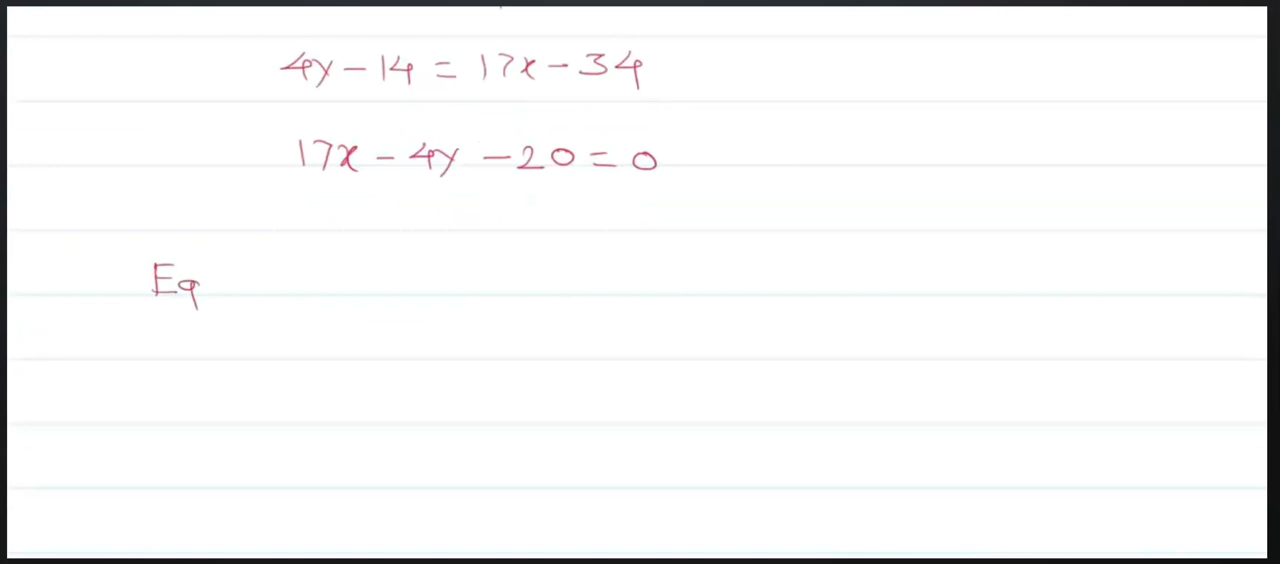 4y - 14 = 17x - 34
17x - 4y - 20 = 0
Eq